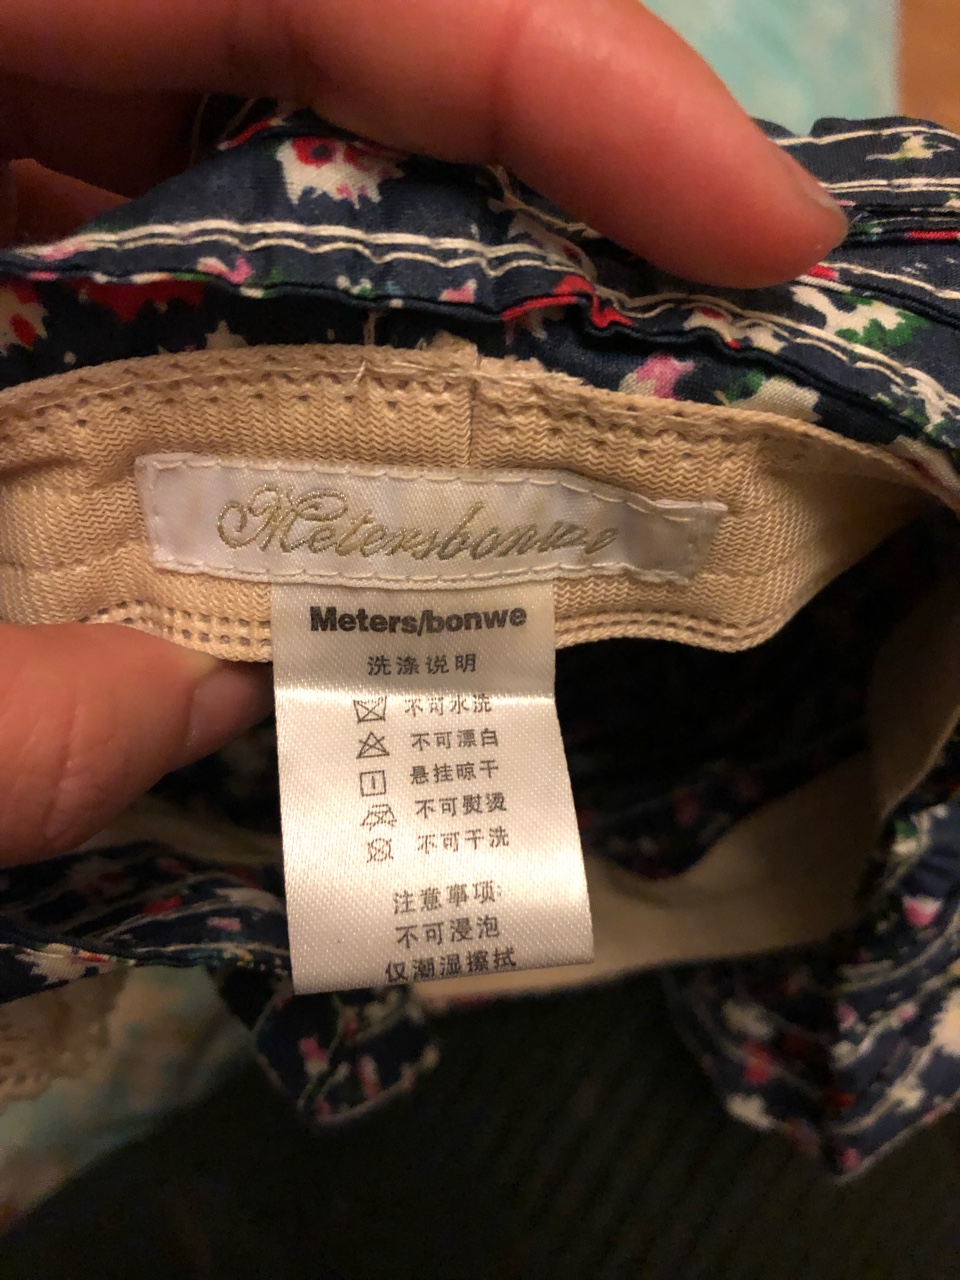 Metersbonwe
Meters/bonwe
洗涤说明
不可水洗
不可漂白
悬挂晾干
不可熨烫
不可干洗
注意事项:
不可浸泡
仅潮湿擦拭